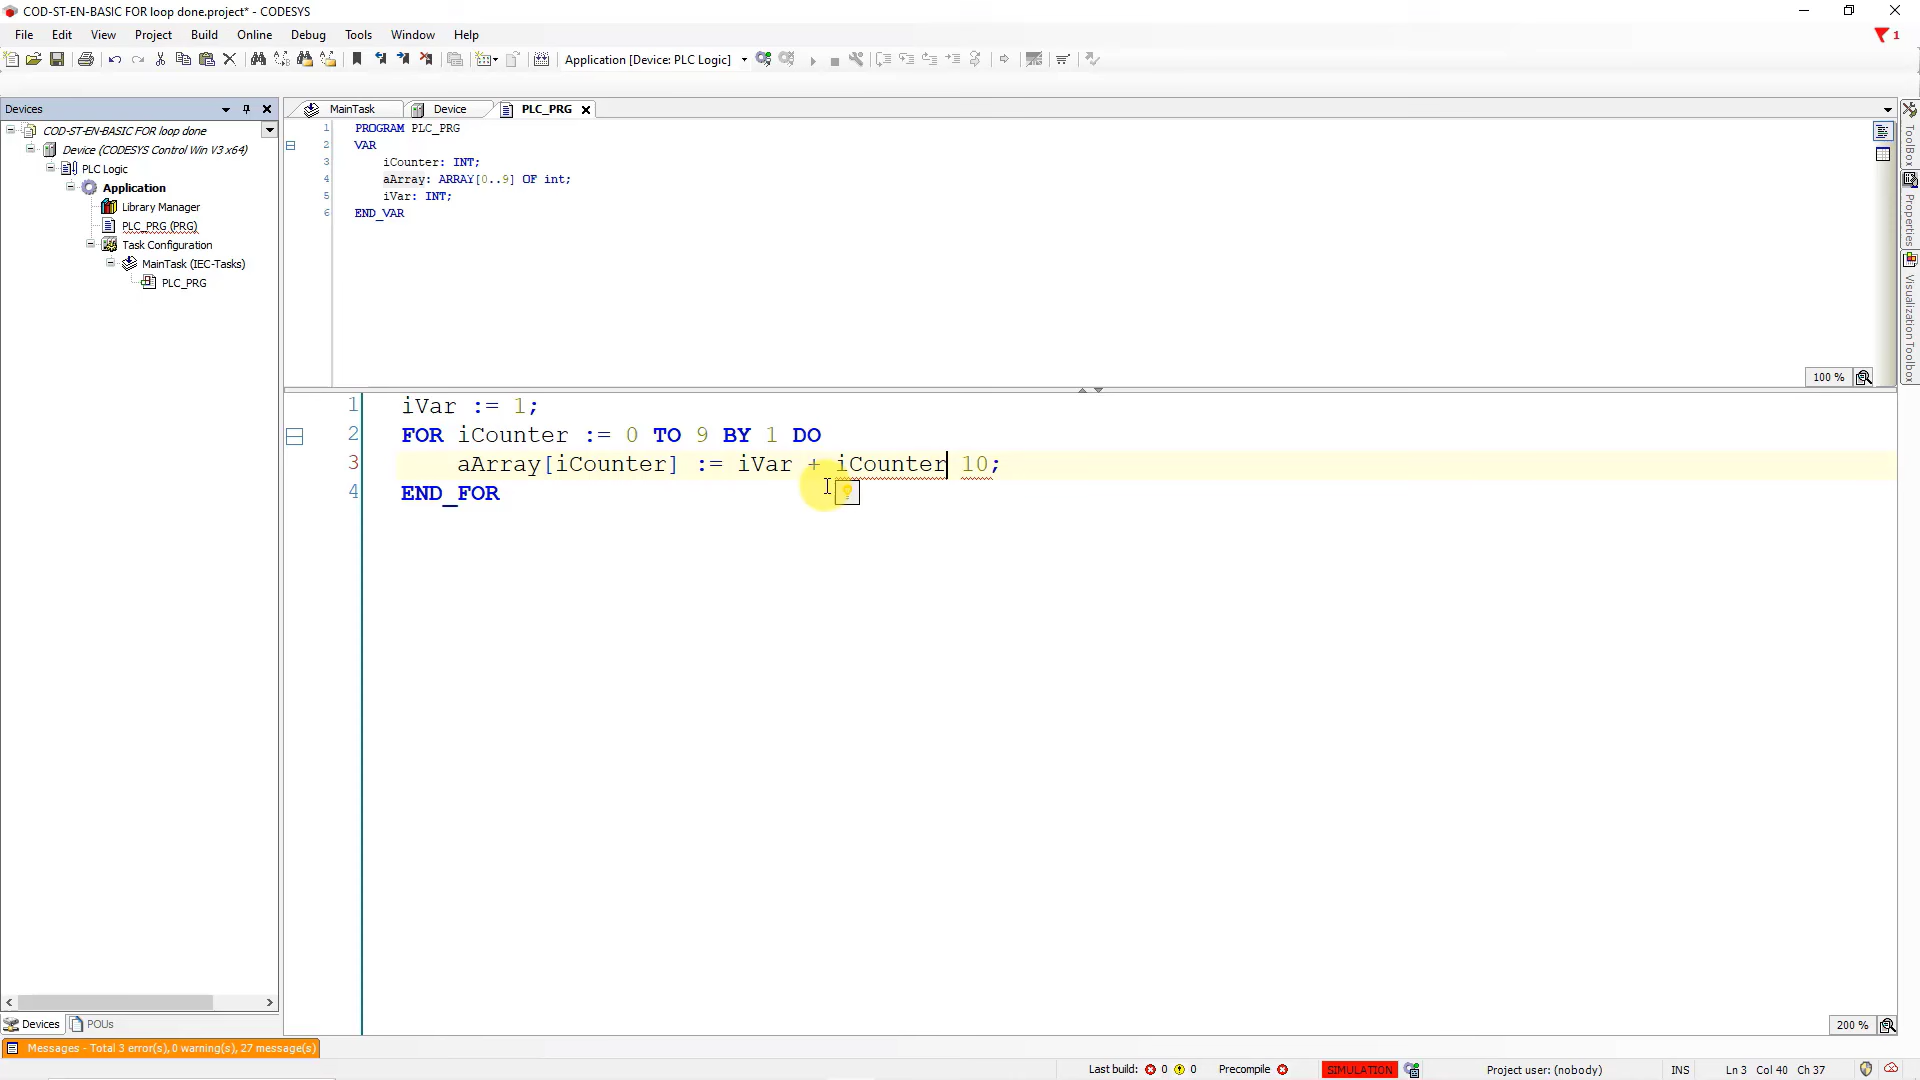 COD-ST-EN-BASIC FOR loop done.project* - CODESYS
File Edit View Project Build Online Debug Tools Window Help
1
Application [Device: PLC Logic]
Devices
MainTask Device PLC_PRG
COD-ST-EN-BASIC FOR loop done
Device (CODESYS Control Win V3 x64)
PLC Logic
Application
Library Manager
PLC_PRG (PRG)
Task Configuration
MainTask (IEC-Tasks)
PLC_PRG
1 PROGRAM PLC_PRG
2 VAR
3 iCounter: INT;
4 aArray: ARRAY[0..9] OF int;
5 iVar: INT;
6 END_VAR
100 %
1 iVar := 1;
2 FOR iCounter := 0 TO 9 BY 1 DO
3 aArray[iCounter] := iVar + iCounter 10;
4 END_FOR
200 %
ToolBox
Properties
Visualization Toolbox
Devices POUs
Messages - Total 3 error(s), 0 warning(s), 27 message(s)
Last build: 0 0 Precompile SIMULATION Project user: (nobody) INS Ln 3 Col 40 Ch 37